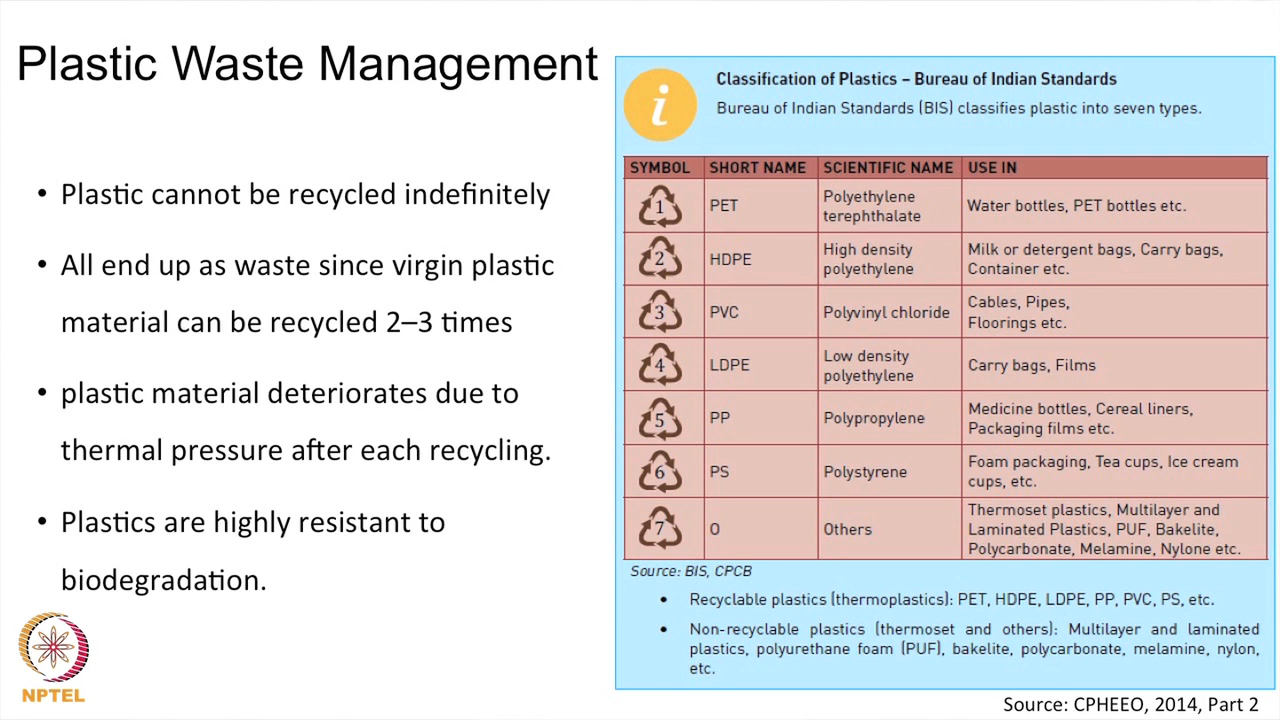 Plastic Waste Management
• Plastic cannot be recycled indefinitely
• All end up as waste since virgin plastic
material can be recycled 2–3 times
• plastic material deteriorates due to
thermal pressure after each recycling.
• Plastics are highly resistant to
biodegradation.
NPTEL
i
Classification of Plastics – Bureau of Indian Standards
Bureau of Indian Standards (BIS) classifies plastic into seven types.
SYMBOL SHORT NAME SCIENTIFIC NAME USE IN
1 PET Polyethylene terephthalate Water bottles, PET bottles etc.
2 HDPE High density polyethylene Milk or detergent bags, Carry bags, Container etc.
3 PVC Polyvinyl chloride Cables, Pipes, Floorings etc.
4 LDPE Low density polyethylene Carry bags, Films
5 PP Polypropylene Medicine bottles, Cereal liners, Packaging films etc.
6 PS Polystyrene Foam packaging, Tea cups, Ice cream cups, etc.
7 O Others Thermoset plastics, Multilayer and Laminated Plastics, PUF, Bakelite, Polycarbonate, Melamine, Nylone etc.
Source: BIS, CPCB
• Recyclable plastics (thermoplastics): PET, HDPE, LDPE, PP, PVC, PS, etc.
• Non-recyclable plastics (thermoset and others): Multilayer and laminated
plastics, polyurethane foam (PUF), bakelite, polycarbonate, melamine, nylon,
etc.
Source: CPHEEO, 2014, Part 2